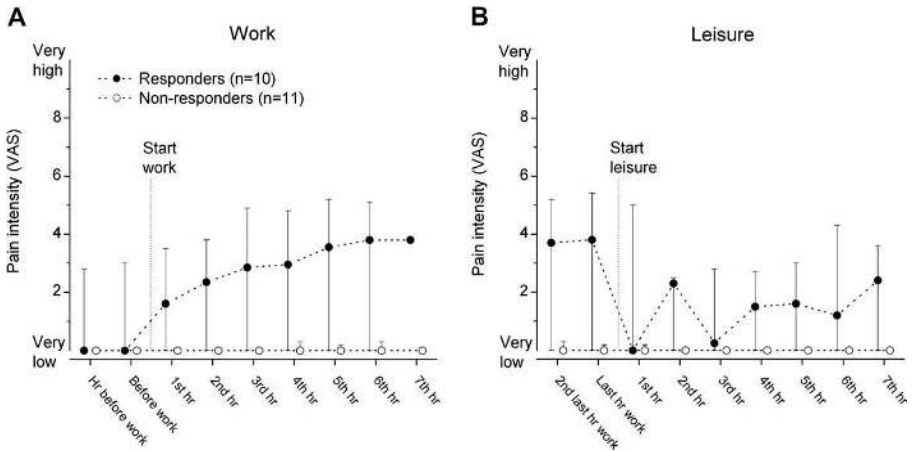 A
Work
Very
high
8
6
4
2
Very
low
Pain intensity (VAS)
Responders (n=10)
Non-responders (n=11)
Start
work
Hr before work
Before work
1st hr
2nd hr
3rd hr
4th hr
5th hr
6th hr
7th hr
B
Leisure
Very
high
8
6
4
2
Very
low
Pain intensity (VAS)
Start
leisure
2nd last hr work
Last hr work
1st hr
2nd hr
3rd hr
4th hr
5th hr
6th hr
7th hr